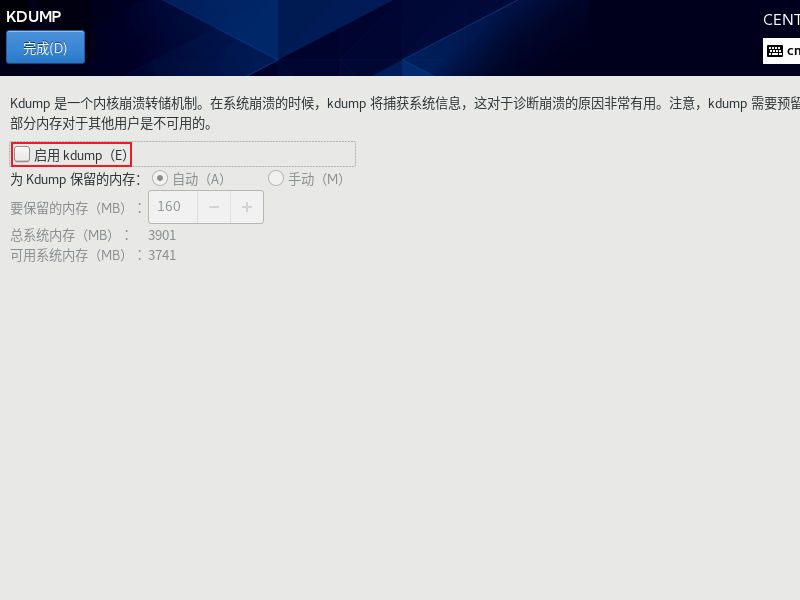 KDUMP
CENT
完成(D)
cn
Kdump 是一个内核崩溃转储机制。在系统崩溃的时候，kdump 将捕获系统信息，这对于诊断崩溃的原因非常有用。注意，kdump 需要预留
部分内存对于其他用户是不可用的。
启用 kdump（E）
为 Kdump 保留的内存： 自动（A） 手动（M）
要保留的内存（MB）： 160 − +
总系统内存（MB）： 3901
可用系统内存（MB）：3741